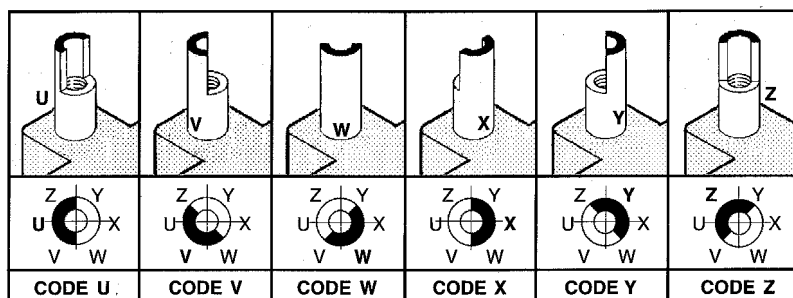 U V W X Y Z
Z Y Z Y Z Y Z Y Z Y Z Y
U X U X U X U X U X U X
V W V W V W V W V W V W
CODE U CODE V CODE W CODE X CODE Y CODE Z